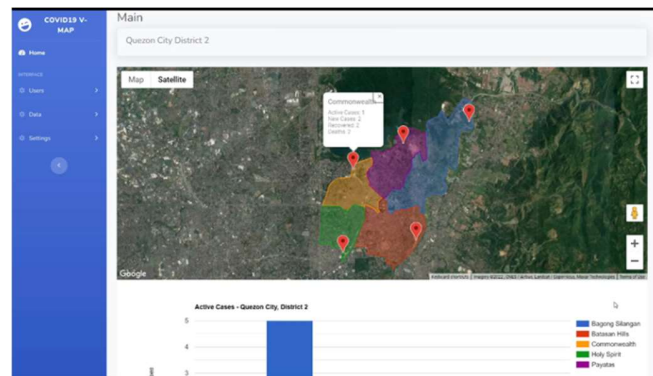 COVID19 V-
MAP
Home
INTERFACE
Users
Data
Settings
Main
Quezon City District 2
Map Satellite
Commonwealth
Active Cases: 5
New Cases: 2
Recovered: 2
Deaths: 2
Google
Active Cases - Quezon City, District 2
5
4
3
Bagong Silangan
Batasan Hills
Commonwealth
Holy Spirit
Payatas